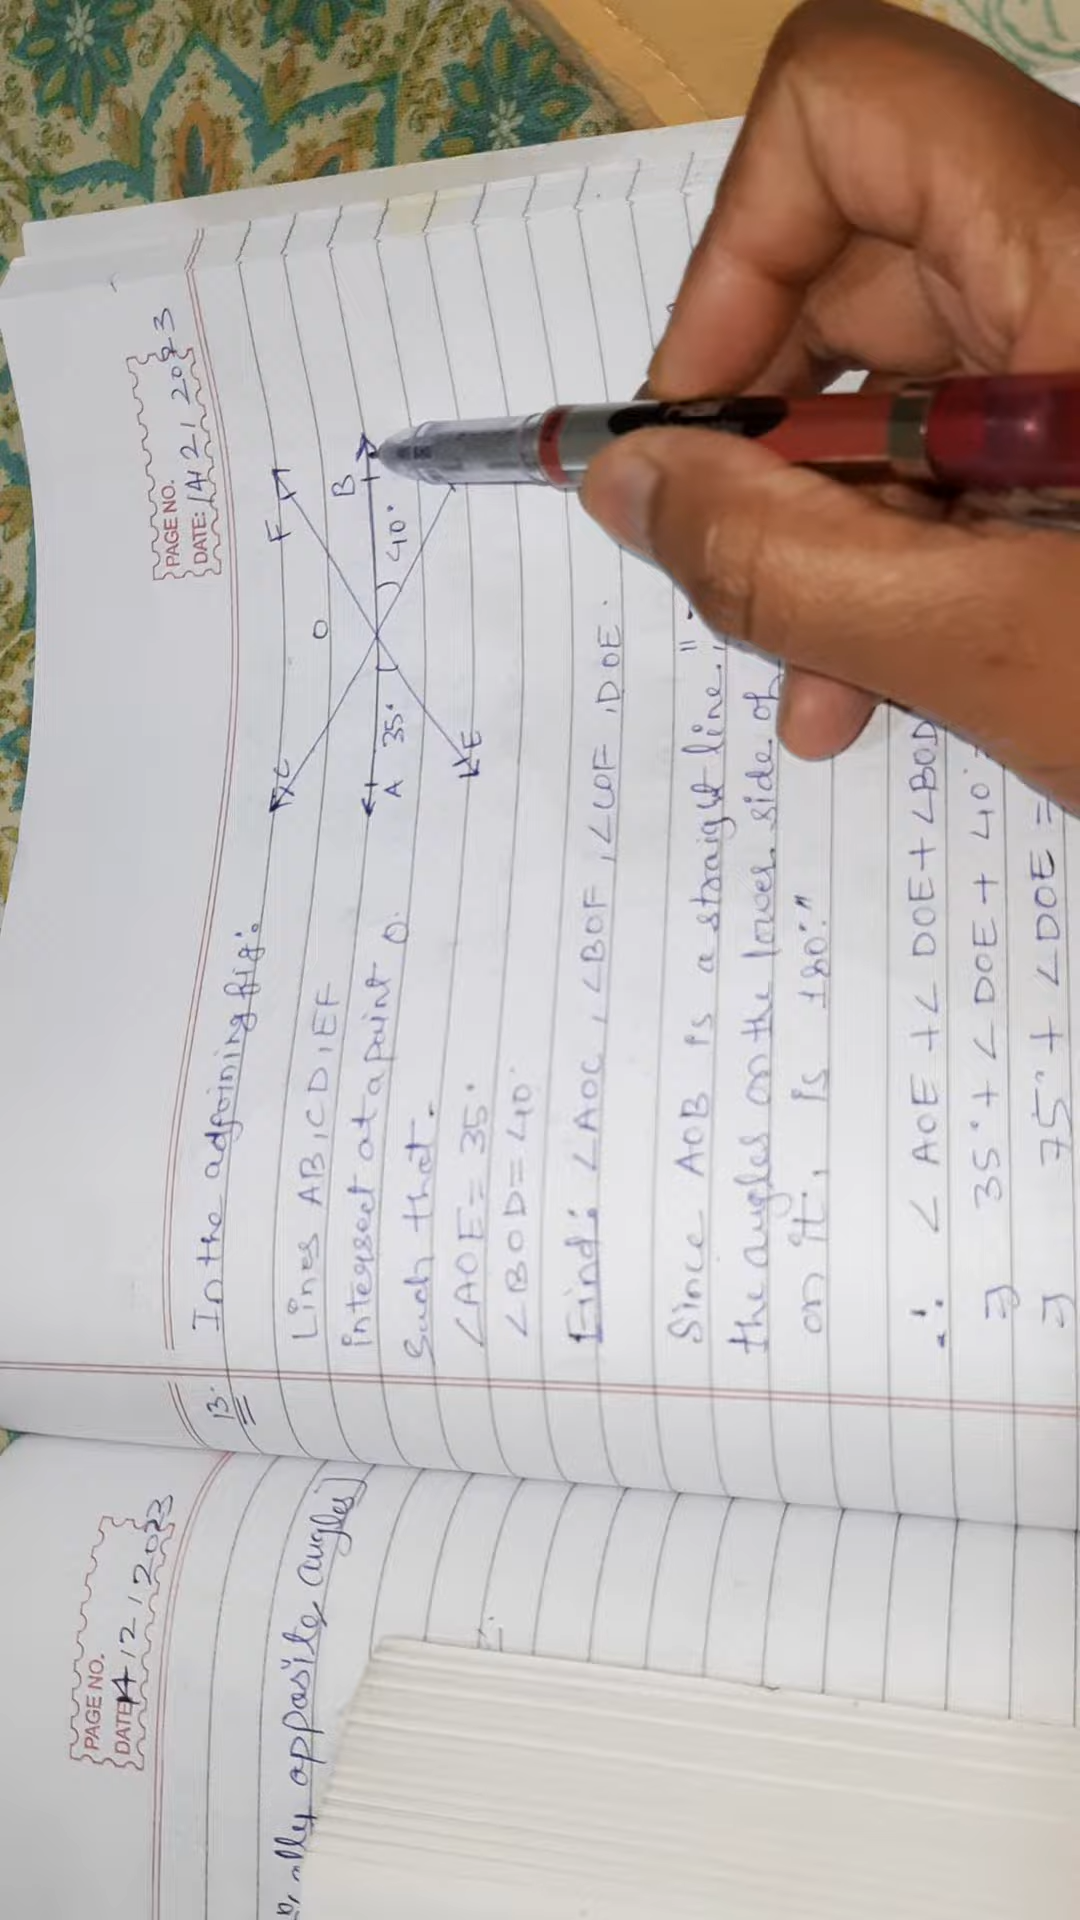 PAGE NO.
DATE: 14 12, 2023
13. In the adjoining fig:
Lines AB, CD, EF
intersect at a point O.
Such that.
∠AOE = 35°
∠BOD = 40°
C
F
O
A
B
35°
40°
E
Find: ∠AOC, ∠BOF, ∠COF, DOE.
Since AOB is a straight line."
the angles on the lower side of
on it, is 180°."
∴ ∠AOE + ∠DOE + ∠BOD
⇒ 35° + ∠DOE + 40°
⇒ 75° + ∠DOE =
PAGE NO.
DATE: 14, 12, 2023
opposite angles]